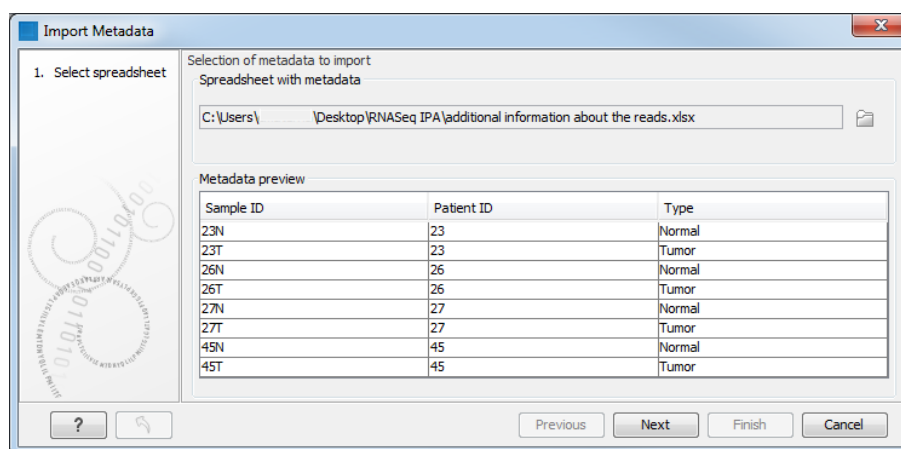 Import Metadata
1. Select spreadsheet
Selection of metadata to import
Spreadsheet with metadata
C:\Users\ \Desktop\RNASeq IPA\additional information about the reads.xlsx
Metadata preview
Sample ID Patient ID Type
23N 23 Normal
23T 23 Tumor
26N 26 Normal
26T 26 Tumor
27N 27 Normal
27T 27 Tumor
45N 45 Normal
45T 45 Tumor
? Previous Next Finish Cancel